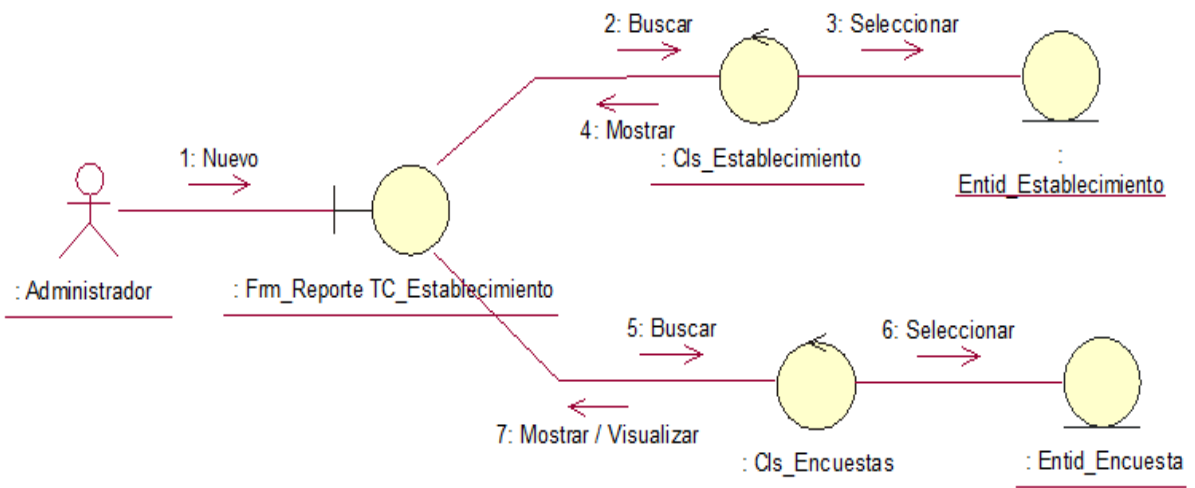 2: Buscar
3: Seleccionar
4: Mostrar
: Cls_Establecimiento
:
Entid_Establecimiento
1: Nuevo
: Administrador
: Frm_Reporte TC_Establecimiento
5: Buscar
6: Seleccionar
7: Mostrar / Visualizar
: Cls_Encuestas
: Entid_Encuesta